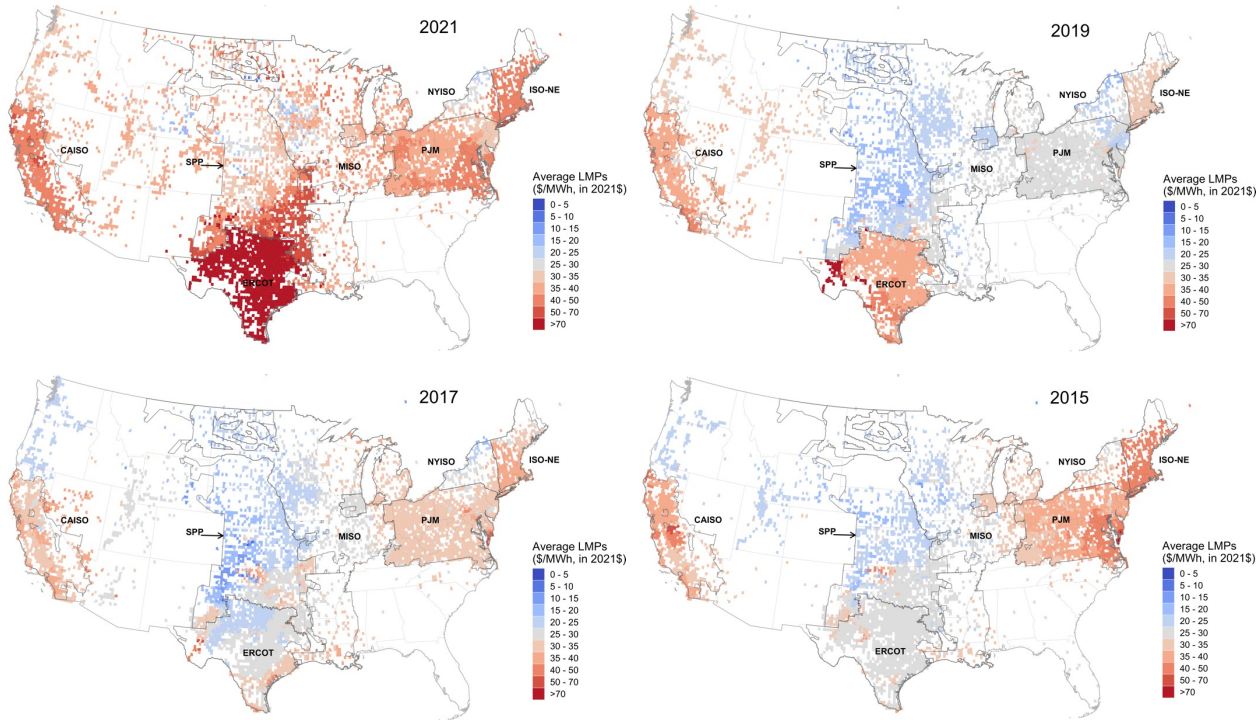 2021
NYISO
ISO-NE
CAISO
SPP
MISO
PJM
ERCOT
Average LMPs
($/MWh, in 2021$)
0 - 5
5 - 10
10 - 15
15 - 20
20 - 25
25 - 30
30 - 35
35 - 40
40 - 50
50 - 70
>70
2019
NYISO
ISO-NE
CAISO
SPP
MISO
PJM
ERCOT
Average LMPs
($/MWh, in 2021$)
0 - 5
5 - 10
10 - 15
15 - 20
20 - 25
25 - 30
30 - 35
35 - 40
40 - 50
50 - 70
>70
2017
NYISO
ISO-NE
CAISO
SPP
MISO
PJM
ERCOT
Average LMPs
($/MWh, in 2021$)
0 - 5
5 - 10
10 - 15
15 - 20
20 - 25
25 - 30
30 - 35
35 - 40
40 - 50
50 - 70
>70
2015
NYISO
ISO-NE
CAISO
SPP
MISO
PJM
ERCOT
Average LMPs
($/MWh, in 2021$)
0 - 5
5 - 10
10 - 15
15 - 20
20 - 25
25 - 30
30 - 35
35 - 40
40 - 50
50 - 70
>70